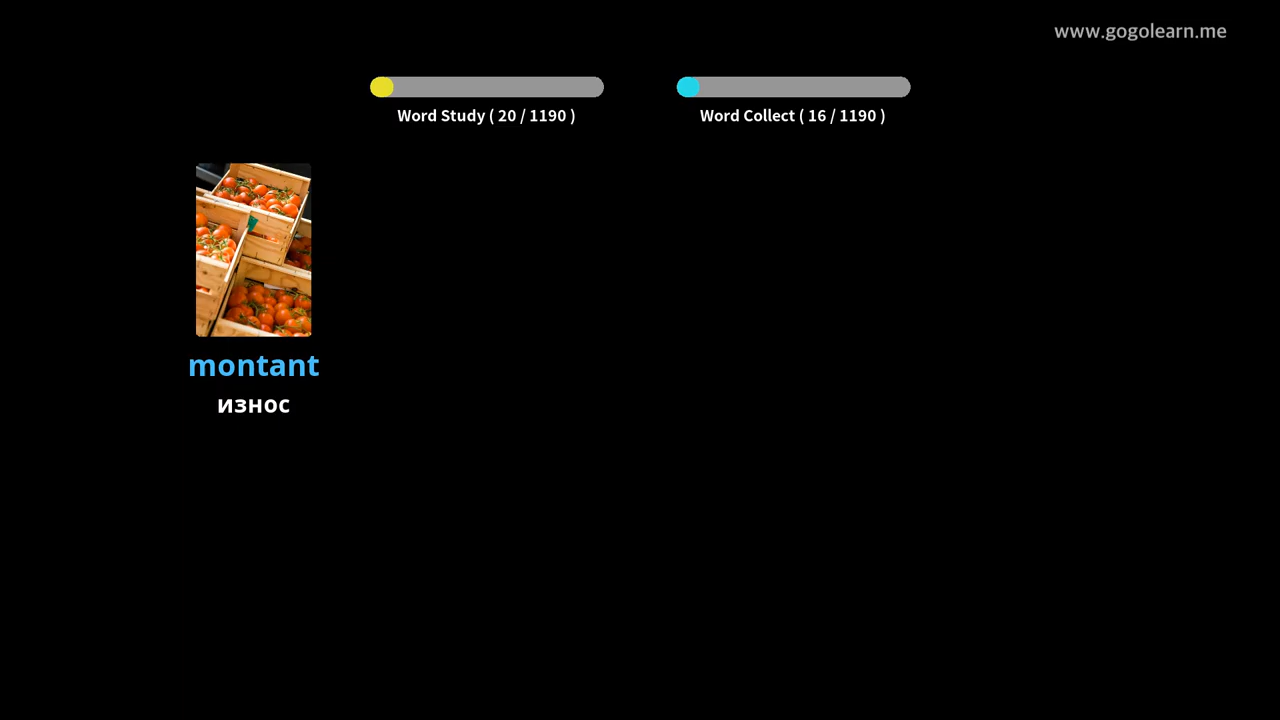 www.gogolearn.me
Word Study ( 20 / 1190 )
Word Collect ( 16 / 1190 )
montant
износ